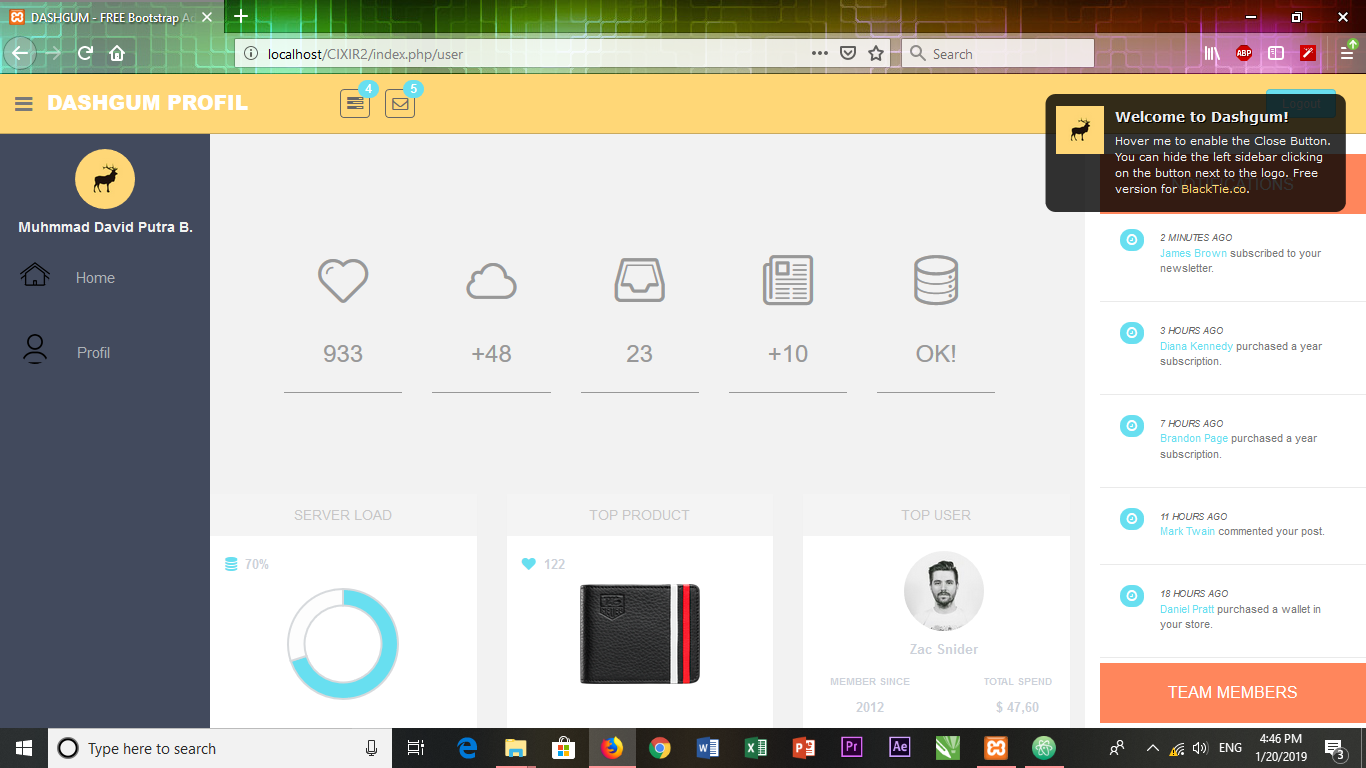 DASHGUM - FREE Bootstrap Ad
localhost/CIXIR2/index.php/user
Search
ABP
DASHGUM PROFIL
4
5
Logout
Welcome to Dashgum!
Hover me to enable the Close Button.
You can hide the left sidebar clicking
on the button next to the logo. Free
version for BlackTie.co.
Muhmmad David Putra B.
Home
Profil
933
+48
23
+10
OK!
SERVER LOAD
70%
TOP PRODUCT
122
TOP USER
Zac Snider
MEMBER SINCE
TOTAL SPEND
2012
$ 47,60
NOTIFICATIONS
2 MINUTES AGO
James Brown subscribed to your
newsletter.
3 HOURS AGO
Diana Kennedy purchased a year
subscription.
7 HOURS AGO
Brandon Page purchased a year
subscription.
11 HOURS AGO
Mark Twain commented your post.
18 HOURS AGO
Daniel Pratt purchased a wallet in
your store.
TEAM MEMBERS
Type here to search
Pr
Ae
ENG
4:46 PM
1/20/2019
3